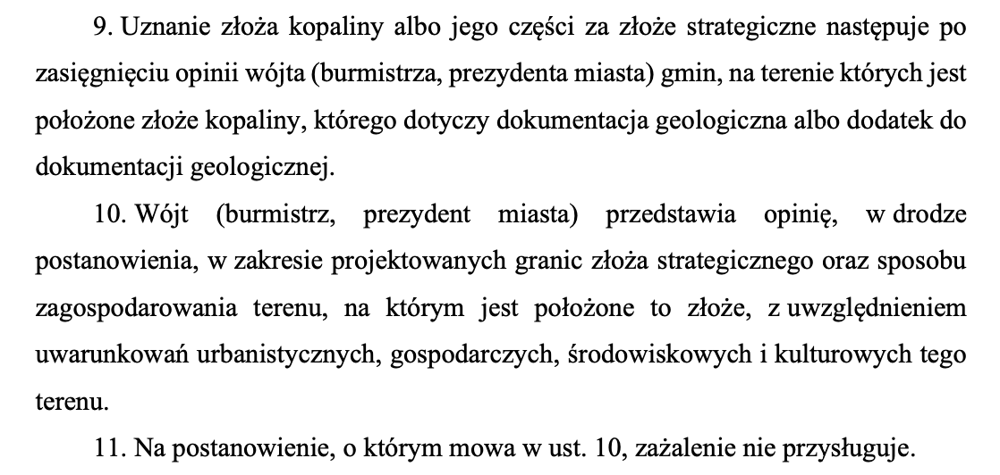 9. Uznanie złoża kopaliny albo jego części za złoże strategiczne następuje po
zasięgnięciu opinii wójta (burmistrza, prezydenta miasta) gmin, na terenie których jest
położone złoże kopaliny, którego dotyczy dokumentacja geologiczna albo dodatek do
dokumentacji geologicznej.
10. Wójt (burmistrz, prezydent miasta) przedstawia opinię, w drodze
postanowienia, w zakresie projektowanych granic złoża strategicznego oraz sposobu
zagospodarowania terenu, na którym jest położone to złoże, z uwzględnieniem
uwarunkowań urbanistycznych, gospodarczych, środowiskowych i kulturowych tego
terenu.
11. Na postanowienie, o którym mowa w ust. 10, zażalenie nie przysługuje.